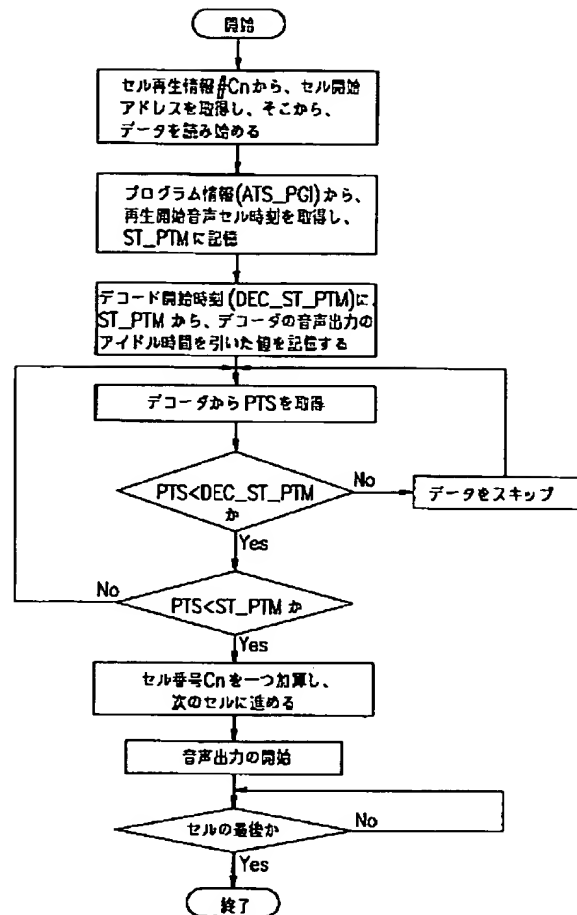 開始
セル再生情報#Cnから、セル開始
アドレスを取得し、そこから、
データを読み始める
プログラム情報(ATS_PGI)から、
再生開始音声セル時刻を取得し、
ST_PTMに記憶
デコード開始時刻(DEC_ST_PTM)に、
ST_PTMから、デコーダの音声出力の
アイドル時間を引いた値を記憶する
デコーダからPTSを取得
PTS<DEC_ST_PTM
か
No
データをスキップ
Yes
No
PTS<ST_PTMか
Yes
セル番号Cnを一つ加算し、
次のセルに進める
音声出力の開始
セルの最後か
No
Yes
終了